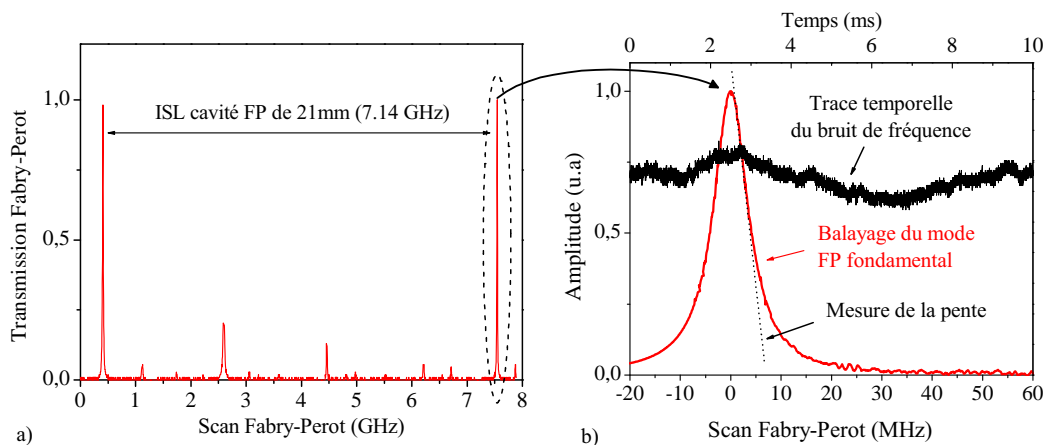 Transmission Fabry-Perot
1,0
0,5
0,0
ISL cavité FP de 21mm (7.14 GHz)
0 1 2 3 4 5 6 7 8
Scan Fabry-Perot (GHz)
a)
Temps (ms)
0 2 4 6 8 10
Amplitude (u.a)
1,0
0,5
0,0
Trace temporelle
du bruit de fréquence
Balayage du mode
FP fondamental
Mesure de la pente
-20 -10 0 10 20 30 40 50 60
Scan Fabry-Perot (MHz)
b)